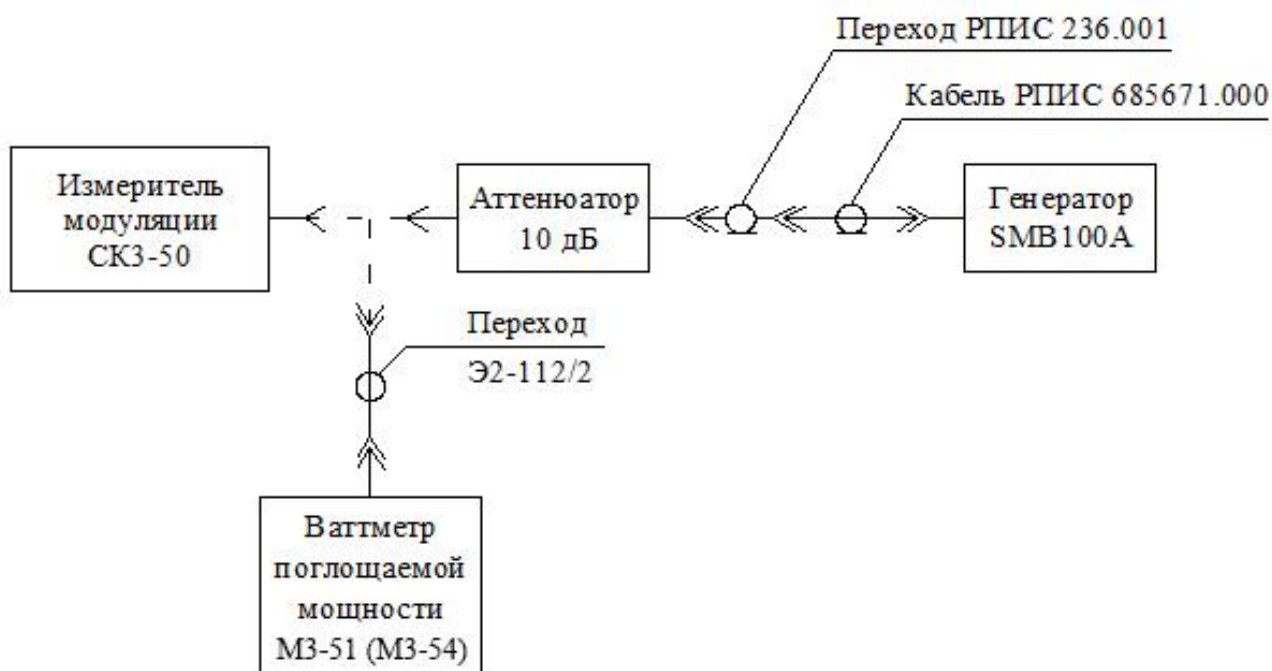 Переход РПИС 236.001
Кабель РПИС 685671.000
Измеритель
модуляции
СК3-50
Аттенюатор
10 дБ
Генератор
SMB100A
Переход
Э2-112/2
Ваттметр
поглощаемой
мощности
М3-51 (М3-54)